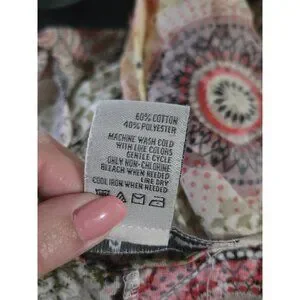 60% COTTON
40% POLYESTER
MACHINE WASH COLD
WITH LIKE COLORS
GENTLE CYCLE
ONLY NON-CHLORINE
BLEACH WHEN NEEDED
LINE DRY
COOL IRON WHEN NEEDED